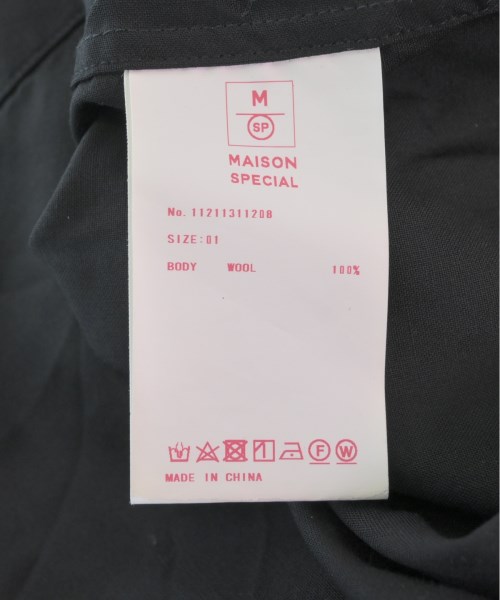 M
SP
MAISON
SPECIAL
No. 11211311208
SIZE:01
BODY WOOL 100%
F W
MADE IN CHINA